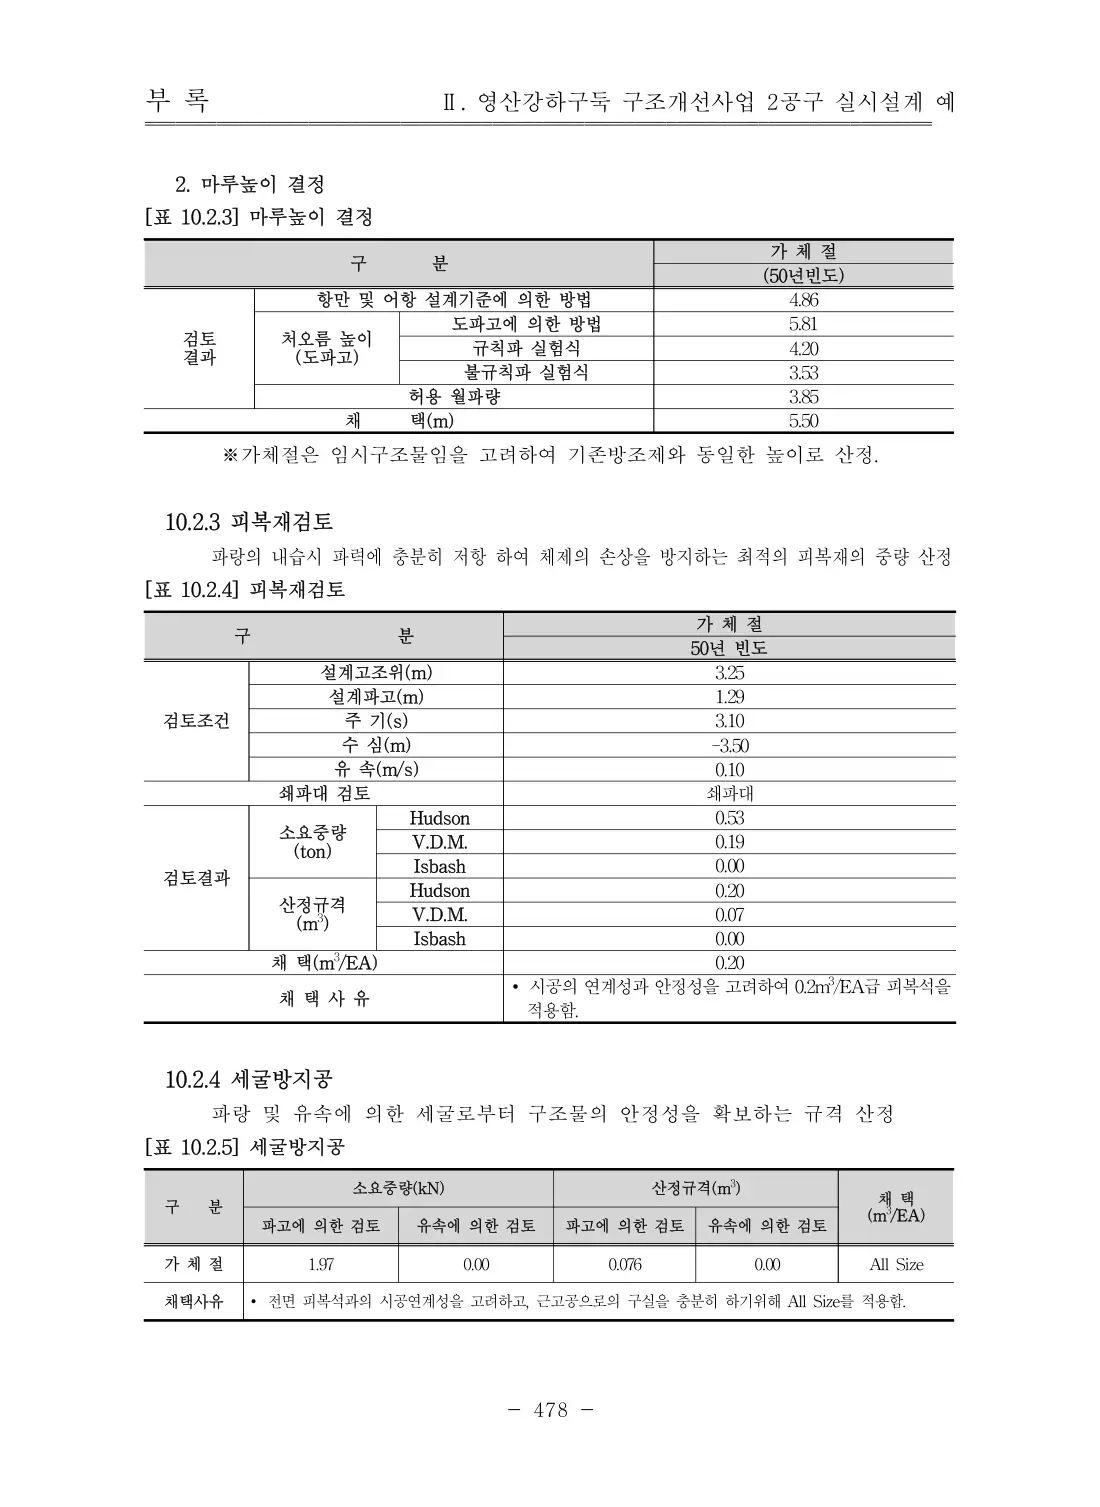 부 록
Ⅱ. 영산강하구둑 구조개선사업 2공구 실시설계 예
2. 마루높이 결정
[표 10.2.3] 마루높이 결정
구 분 가 체 절
(50년빈도)
검토 결과 항만 및 어항 설계기준에 의한 방법 4.86
처오름 높이 (도파고) 도파고에 의한 방법 5.81
규칙파 실험식 4.20
불규칙파 실험식 3.53
허용 월파량 3.85
채 택(m) 5.50
※가체절은 임시구조물임을 고려하여 기존방조제와 동일한 높이로 산정.
10.2.3 피복재검토
파랑의 내습시 파력에 충분히 저항 하여 체제의 손상을 방지하는 최적의 피복재의 중량 산정
[표 10.2.4] 피복재검토
구 분 가 체 절
50년 빈도
검토조건 설계고조위(m) 3.25
설계파고(m) 1.29
주 기(s) 3.10
수 심(m) -3.50
유 속(m/s) 0.10
쇄파대 검토 쇄파대
검토결과 소요중량 (ton) Hudson 0.53
V.D.M. 0.19
Isbash 0.00
산정규격 (m³) Hudson 0.20
V.D.M. 0.07
Isbash 0.00
채 택(m³/EA) 0.20
채 택 사 유 • 시공의 연계성과 안정성을 고려하여 0.2m³/EA급 피복석을
적용함.
10.2.4 세굴방지공
파랑 및 유속에 의한 세굴로부터 구조물의 안정성을 확보하는 규격 산정
[표 10.2.5] 세굴방지공
구 분 소요중량(kN) 산정규격(m³) 채 택 (m³/EA)
파고에 의한 검토 유속에 의한 검토 파고에 의한 검토 유속에 의한 검토
가 체 절 1.97 0.00 0.076 0.00 All Size
채택사유 • 전면 피복석과의 시공연계성을 고려하고, 근고공으로의 구실을 충분히 하기위해 All Size를 적용함.
- 478 -